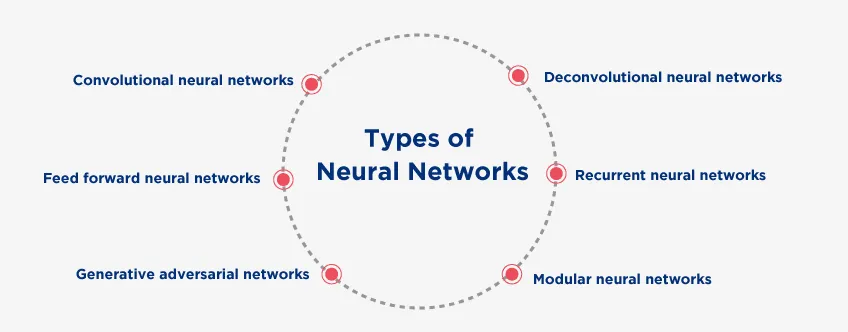 Convolutional neural networks
Deconvolutional neural networks
Types of
Neural Networks
Feed forward neural networks
Recurrent neural networks
Generative adversarial networks
Modular neural networks